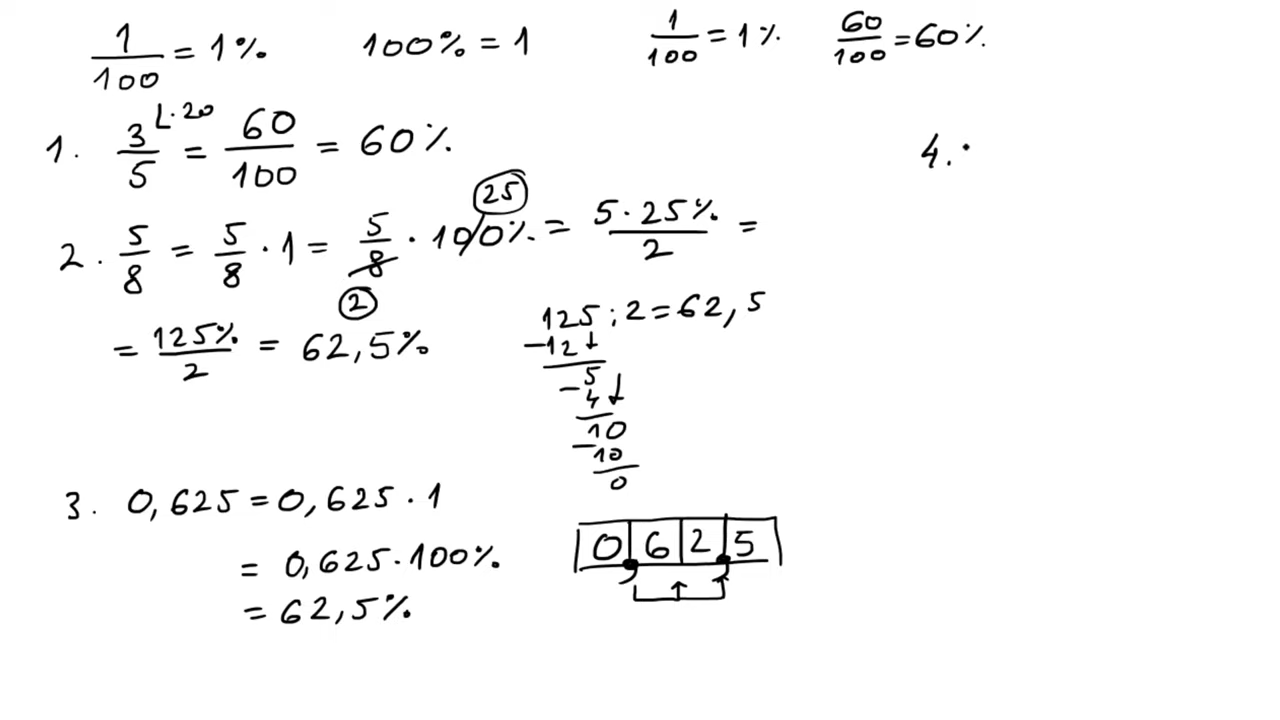 1/100 = 1% 100% = 1 1/100 = 1% 60/100 = 60%
1. 3/5 L·20 = 60/100 = 60%
4.
2. 5/8 = 5/8 · 1 = 5/8 · 100% = 5·25%/2 =
25
2
= 125%/2 = 62,5%
125 : 2 = 62,5
-12
5
-4
10
-10
0
3. 0,625 = 0,625 · 1
= 0,625 · 100%
= 62,5%
0, 6 2, 5